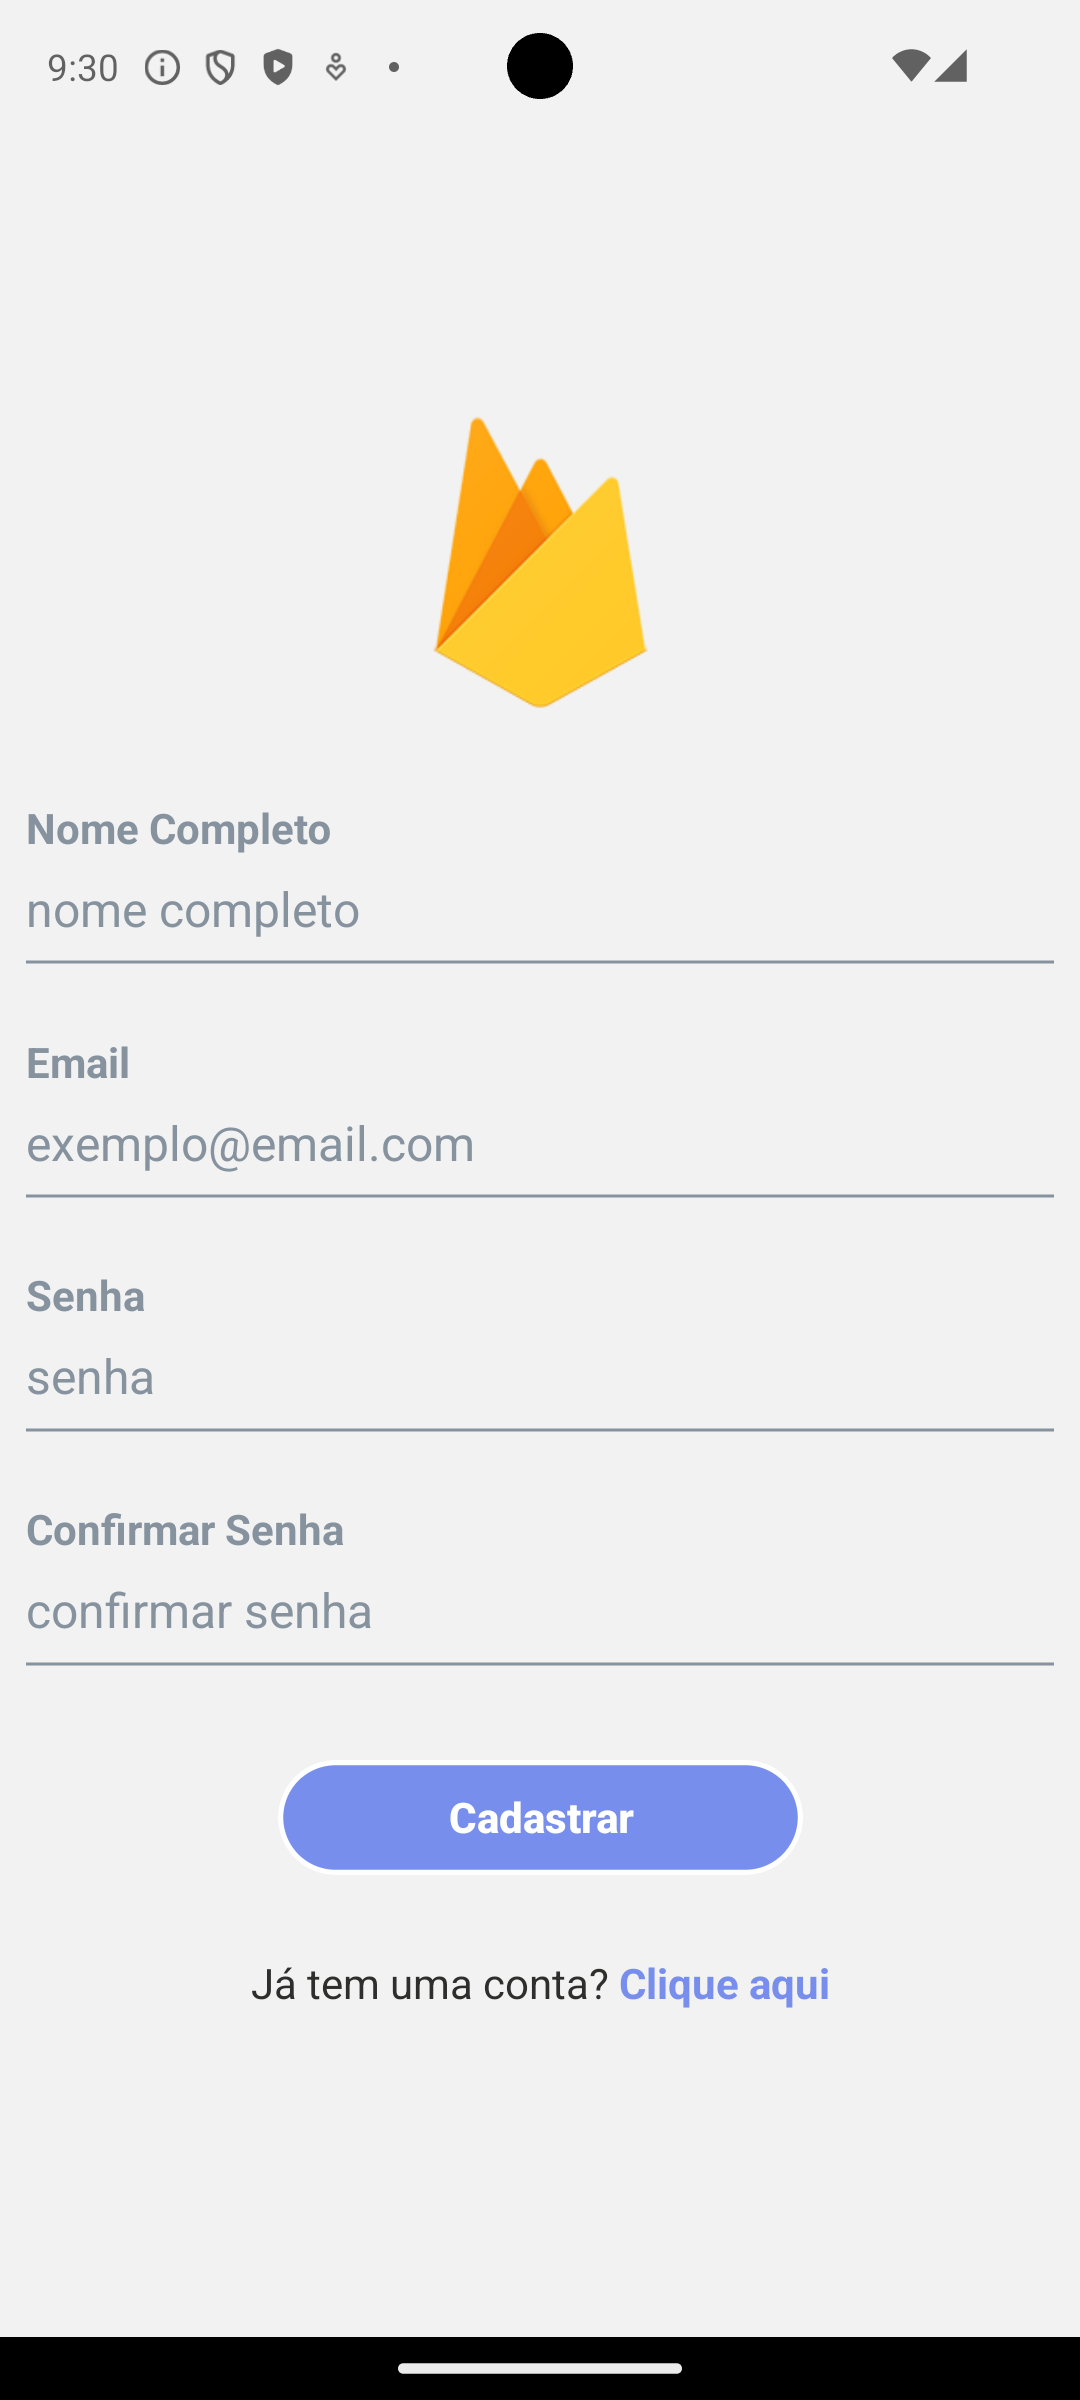 9:30
Nome Completo
nome completo
Email
exemplo@email.com
Senha
senha
Confirmar Senha
confirmar senha
Cadastrar
Já tem uma conta? Clique aqui